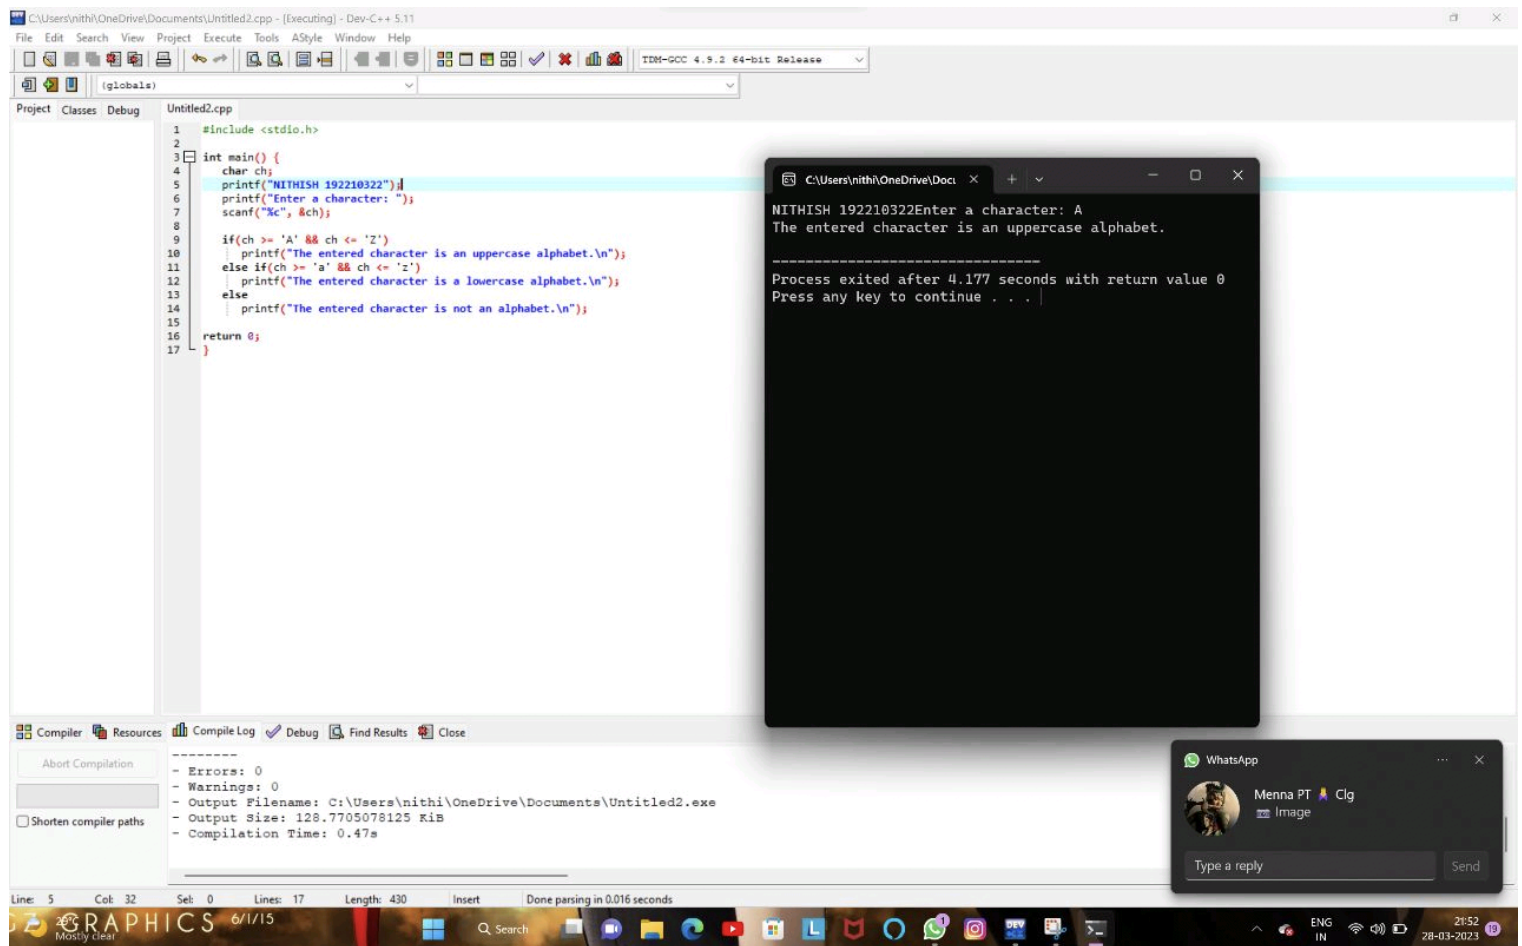 C:\Users\nithi\OneDrive\Documents\Untitled2.cpp - [Executing] - Dev-C++ 5.11
File Edit Search View Project Execute Tools AStyle Window Help
TDM-GCC 4.9.2 64-bit Release
(globals)
Project Classes Debug
Untitled2.cpp
1 #include <stdio.h>
2
3 int main() {
4 char ch;
5 printf("NITHISH 192210322");
6 printf("Enter a character: ");
7 scanf("%c", &ch);
8
9 if(ch >= 'A' && ch <= 'Z')
10 printf("The entered character is an uppercase alphabet.\n");
11 else if(ch >= 'a' && ch <= 'z')
12 printf("The entered character is a lowercase alphabet.\n");
13 else
14 printf("The entered character is not an alphabet.\n");
15
16 return 0;
17 }
C:\Users\nithi\OneDrive\Docu
NITHISH 192210322Enter a character: A
The entered character is an uppercase alphabet.
--------------------------------
Process exited after 4.177 seconds with return value 0
Press any key to continue . . .
Compiler Resources Compile Log Debug Find Results Close
Abort Compilation
Shorten compiler paths
--------
- Errors: 0
- Warnings: 0
- Output Filename: C:\Users\nithi\OneDrive\Documents\Untitled2.exe
- Output Size: 128.7705078125 KiB
- Compilation Time: 0.47s
WhatsApp
Menna PT Clg
Image
Type a reply
Send
Line: 5 Col: 32 Sel: 0 Lines: 17 Length: 430 Insert Done parsing in 0.016 seconds
GRAPHICS 6/1/15
Mostly clear
Search
DEV
1
ENG
IN
21:52
28-03-2023
19